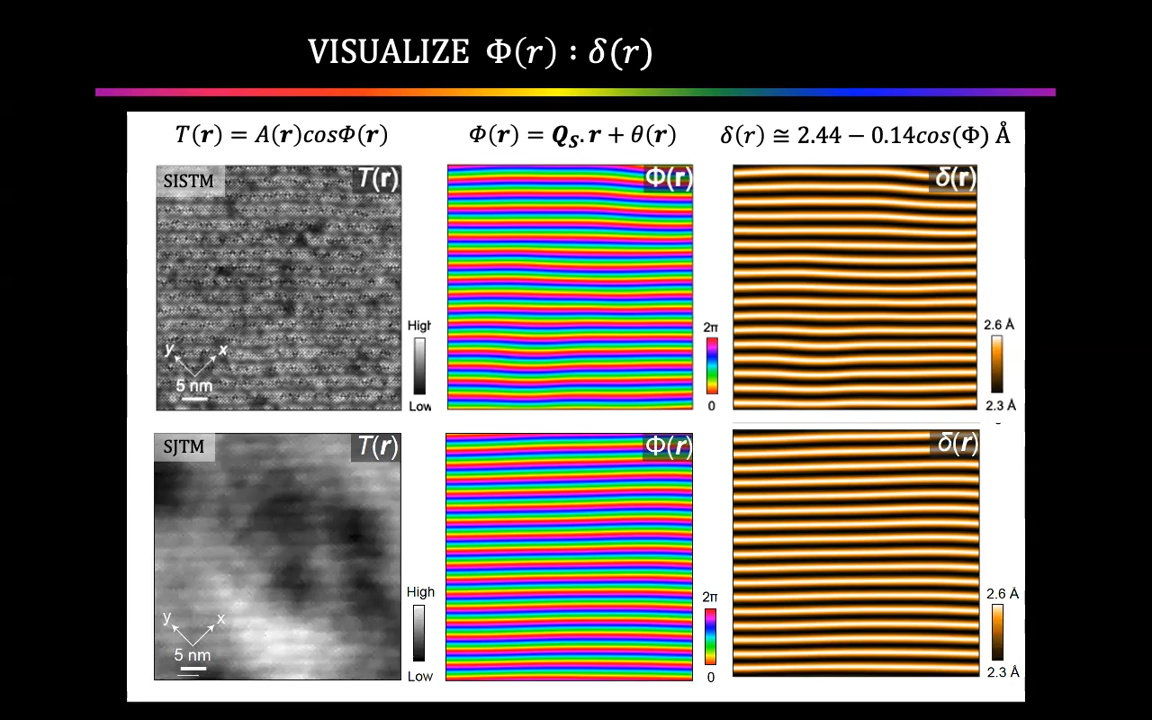 VISUALIZE Φ(r) : δ(r)
T(r) = A(r)cosΦ(r)
Φ(r) = Q_S. r + θ(r)
δ(r) ≅ 2.44 − 0.14cos(Φ) Å
SISTM
T(r)
y
x
5 nm
High
Low
Φ(r)
2π
0
δ(r)
2.6 Å
2.3 Å
SJTM
T(r)
y
x
5 nm
High
Low
Φ(r)
2π
0
δ(r)
2.6 Å
2.3 Å